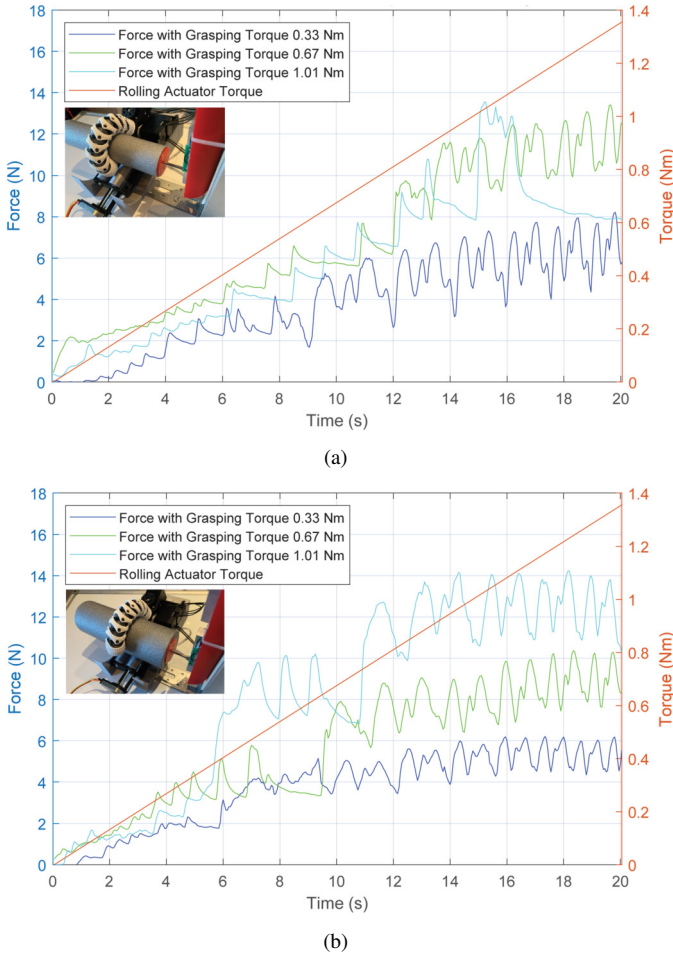 18
16
14
12
10
8
6
4
2
0
Force (N)
Force with Grasping Torque 0.33 Nm
Force with Grasping Torque 0.67 Nm
Force with Grasping Torque 1.01 Nm
Rolling Actuator Torque
1.4
1.2
1
0.8
0.6
0.4
0.2
0
Torque (Nm)
0 2 4 6 8 10 12 14 16 18 20
Time (s)
(a)
18
16
14
12
10
8
6
4
2
0
Force (N)
Force with Grasping Torque 0.33 Nm
Force with Grasping Torque 0.67 Nm
Force with Grasping Torque 1.01 Nm
Rolling Actuator Torque
1.4
1.2
1
0.8
0.6
0.4
0.2
0
Torque (Nm)
0 2 4 6 8 10 12 14 16 18 20
Time (s)
(b)